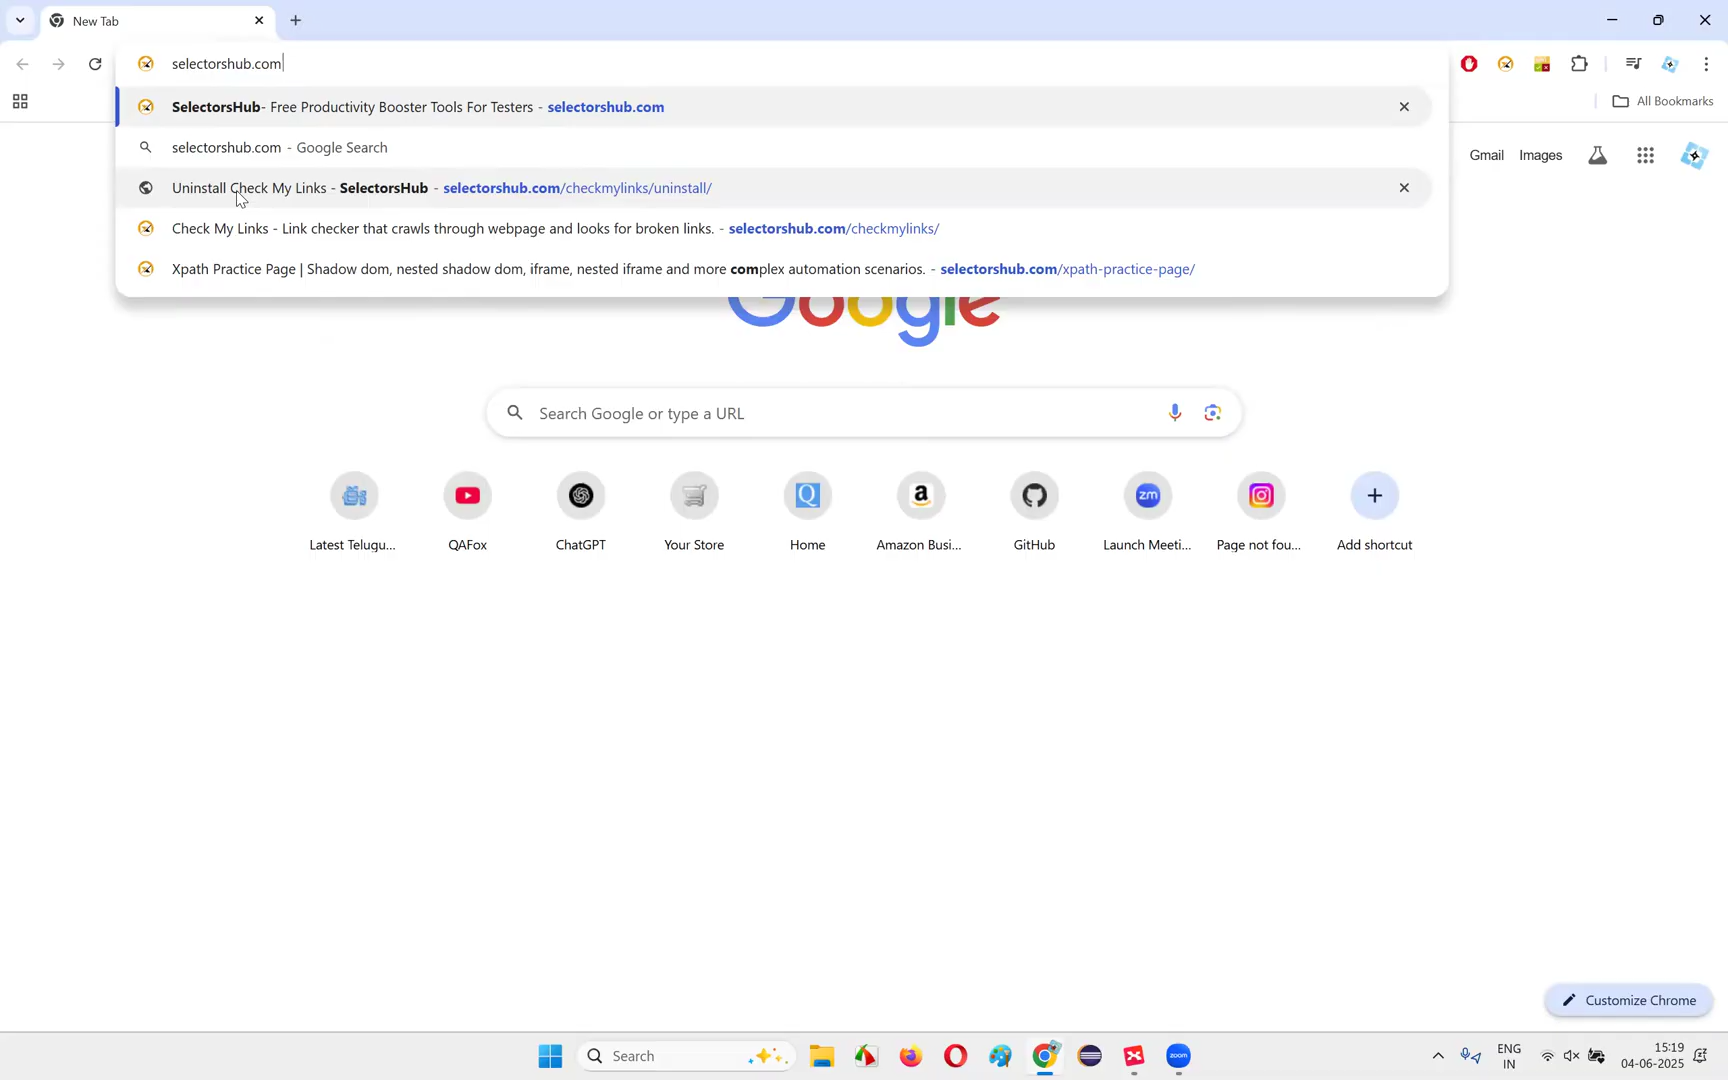 New Tab
selectorshub.com
SelectorsHub- Free Productivity Booster Tools For Testers - selectorshub.com
selectorshub.com - Google Search
Uninstall Check My Links - SelectorsHub - selectorshub.com/checkmylinks/uninstall/
Check My Links - Link checker that crawls through webpage and looks for broken links. - selectorshub.com/checkmylinks/
Xpath Practice Page | Shadow dom, nested shadow dom, iframe, nested iframe and more complex automation scenarios. - selectorshub.com/xpath-practice-page/
All Bookmarks
Gmail Images
Google
Search Google or type a URL
Latest Telugu... QAFox ChatGPT Your Store Home Amazon Busi... GitHub Launch Meeti... Page not fou... Add shortcut
Customize Chrome
Search
zoom
ENG
IN
15:19
04-06-2025